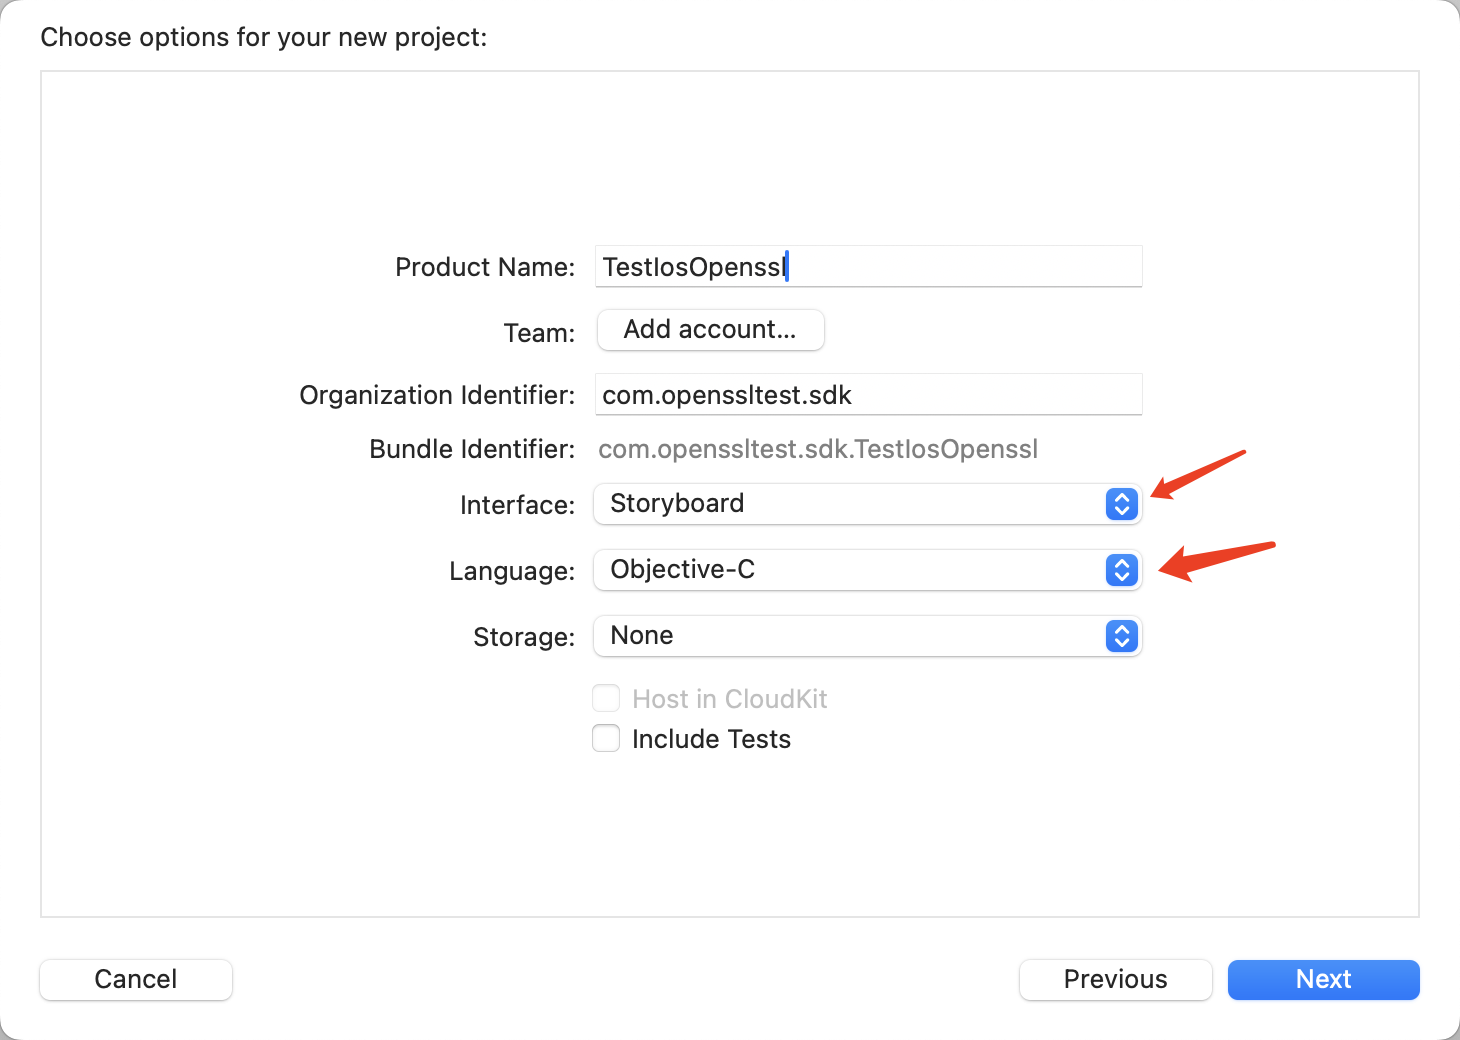 Choose options for your new project:
Product Name: TestIosOpenssl
Team: Add account...
Organization Identifier: com.openssltest.sdk
Bundle Identifier: com.openssltest.sdk.TestIosOpenssl
Interface: Storyboard
Language: Objective-C
Storage: None
Host in CloudKit
Include Tests
Cancel Previous Next